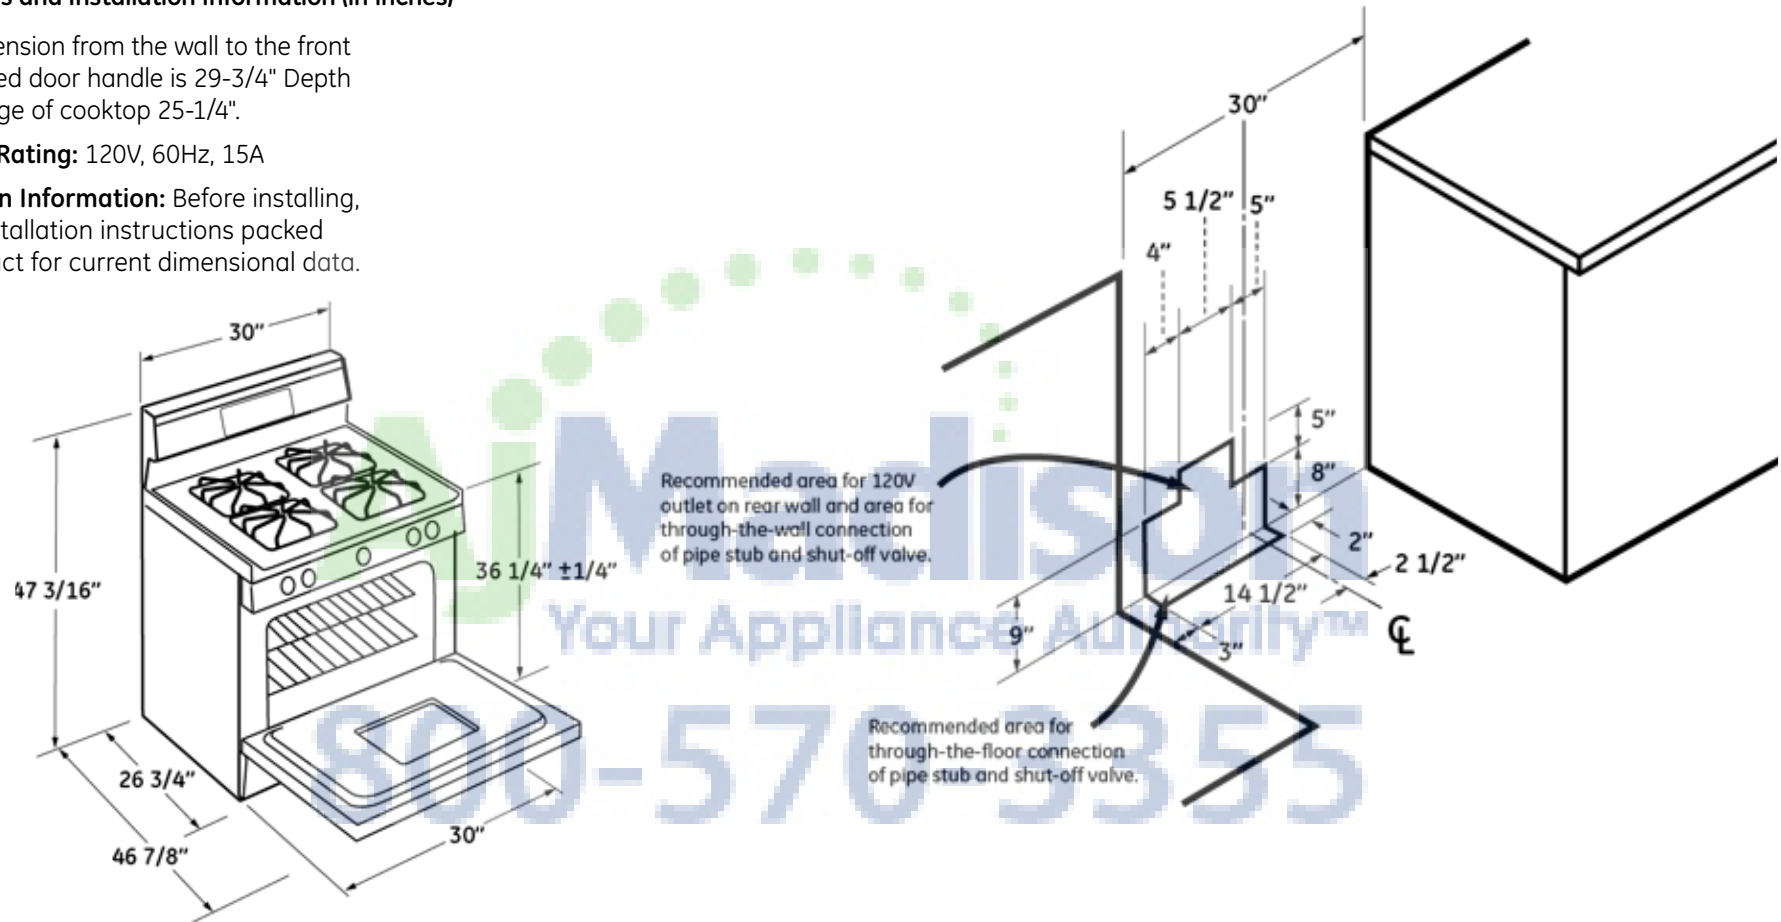 s and Installation Information (in inches)
ension from the wall to the front
ed door handle is 29-3/4" Depth
ge of cooktop 25-1/4".
Rating: 120V, 60Hz, 15A
n Information: Before installing,
tallation instructions packed
ct for current dimensional data.
30"
47 3/16"
36 1/4" ±1/4"
26 3/4"
46 7/8"
30"
30"
5 1/2" 5"
4"
5"
8"
Recommended area for 120V
outlet on rear wall and area for
through-the-wall connection
of pipe stub and shut-off valve.
2"
2 1/2"
14 1/2"
9"
3"
CL
Recommended area for
through-the-floor connection
of pipe stub and shut-off valve.
AjMadison
Your Appliance Authority™
800-570-3355